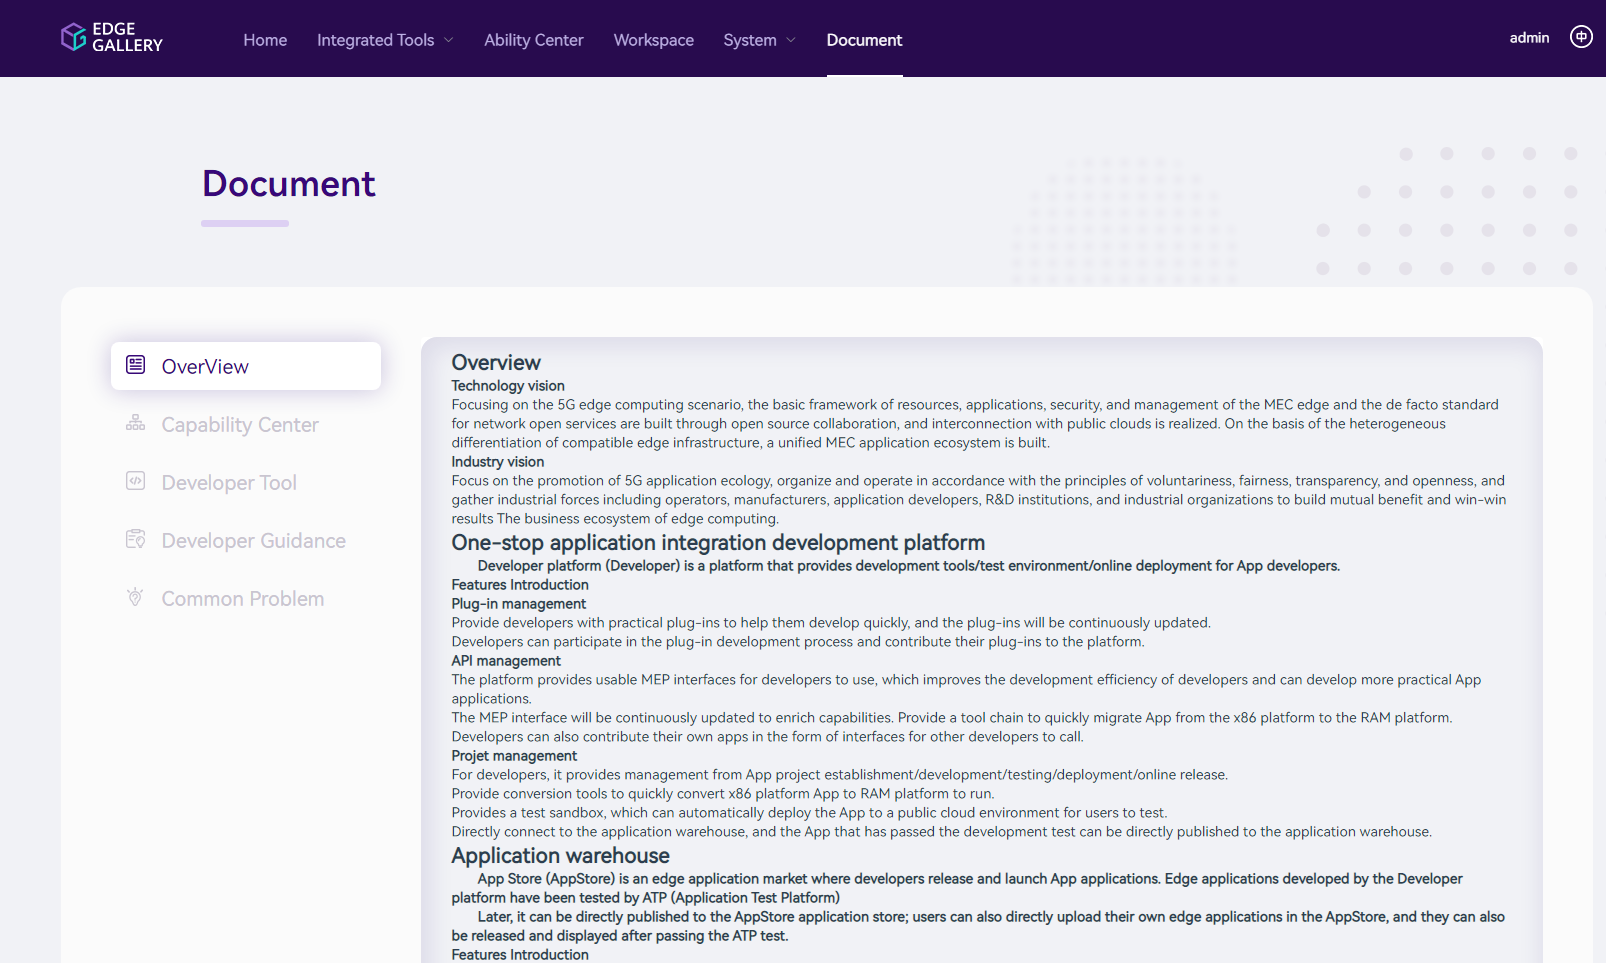 EDGE
GALLERY
Home
Integrated Tools
Ability Center
Workspace
System
Document
admin
中
Document
OverView
Capability Center
Developer Tool
Developer Guidance
Common Problem
Overview
Technology vision
Focusing on the 5G edge computing scenario, the basic framework of resources, applications, security, and management of the MEC edge and the de facto standard
for network open services are built through open source collaboration, and interconnection with public clouds is realized. On the basis of the heterogeneous
differentiation of compatible edge infrastructure, a unified MEC application ecosystem is built.
Industry vision
Focus on the promotion of 5G application ecology, organize and operate in accordance with the principles of voluntariness, fairness, transparency, and openness, and
gather industrial forces including operators, manufacturers, application developers, R&D institutions, and industrial organizations to build mutual benefit and win-win
results The business ecosystem of edge computing.
One-stop application integration development platform
Developer platform (Developer) is a platform that provides development tools/test environment/online deployment for App developers.
Features Introduction
Plug-in management
Provide developers with practical plug-ins to help them develop quickly, and the plug-ins will be continuously updated.
Developers can participate in the plug-in development process and contribute their plug-ins to the platform.
API management
The platform provides usable MEP interfaces for developers to use, which improves the development efficiency of developers and can develop more practical App
applications.
The MEP interface will be continuously updated to enrich capabilities. Provide a tool chain to quickly migrate App from the x86 platform to the RAM platform.
Developers can also contribute their own apps in the form of interfaces for other developers to call.
Projet management
For developers, it provides management from App project establishment/development/testing/deployment/online release.
Provide conversion tools to quickly convert x86 platform App to RAM platform to run.
Provides a test sandbox, which can automatically deploy the App to a public cloud environment for users to test.
Directly connect to the application warehouse, and the App that has passed the development test can be directly published to the application warehouse.
Application warehouse
App Store (AppStore) is an edge application market where developers release and launch App applications. Edge applications developed by the Developer
platform have been tested by ATP (Application Test Platform)
Later, it can be directly published to the AppStore application store; users can also directly upload their own edge applications in the AppStore, and they can also
be released and displayed after passing the ATP test.
Features Introduction